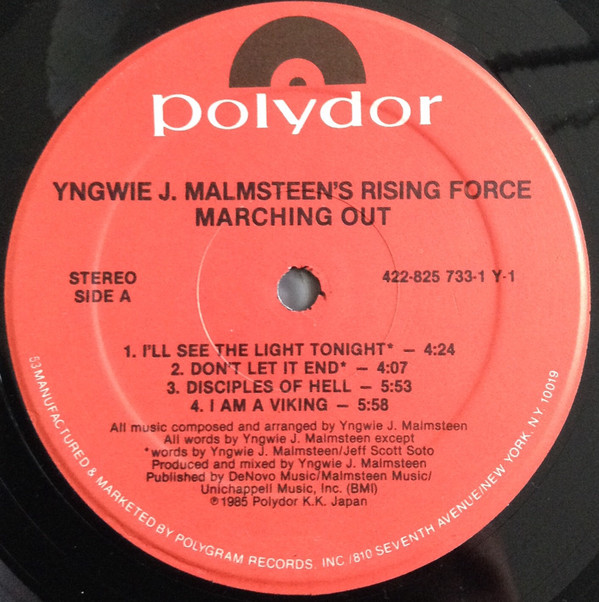 polydor
YNGWIE J. MALMSTEEN'S RISING FORCE
MARCHING OUT
STEREO
SIDE A
422-825 733-1 Y-1
1. I'LL SEE THE LIGHT TONIGHT* — 4:24
2. DON'T LET IT END* — 4:07
3. DISCIPLES OF HELL — 5:53
4. I AM A VIKING — 5:58
All music composed and arranged by Yngwie J. Malmsteen
All words by Yngwie J. Malmsteen except
*words by Yngwie J. Malmsteen/Jeff Scott Soto
Produced and mixed by Yngwie J. Malmsteen
Published by DeNovo Music/Malmsteen Music/
Unichappell Music, Inc. (BMI)
℗1985 Polydor K.K. Japan
53 MANUFACTURED & MARKETED BY POLYGRAM RECORDS, INC /810 SEVENTH AVENUE/NEW YORK, N.Y. 10019